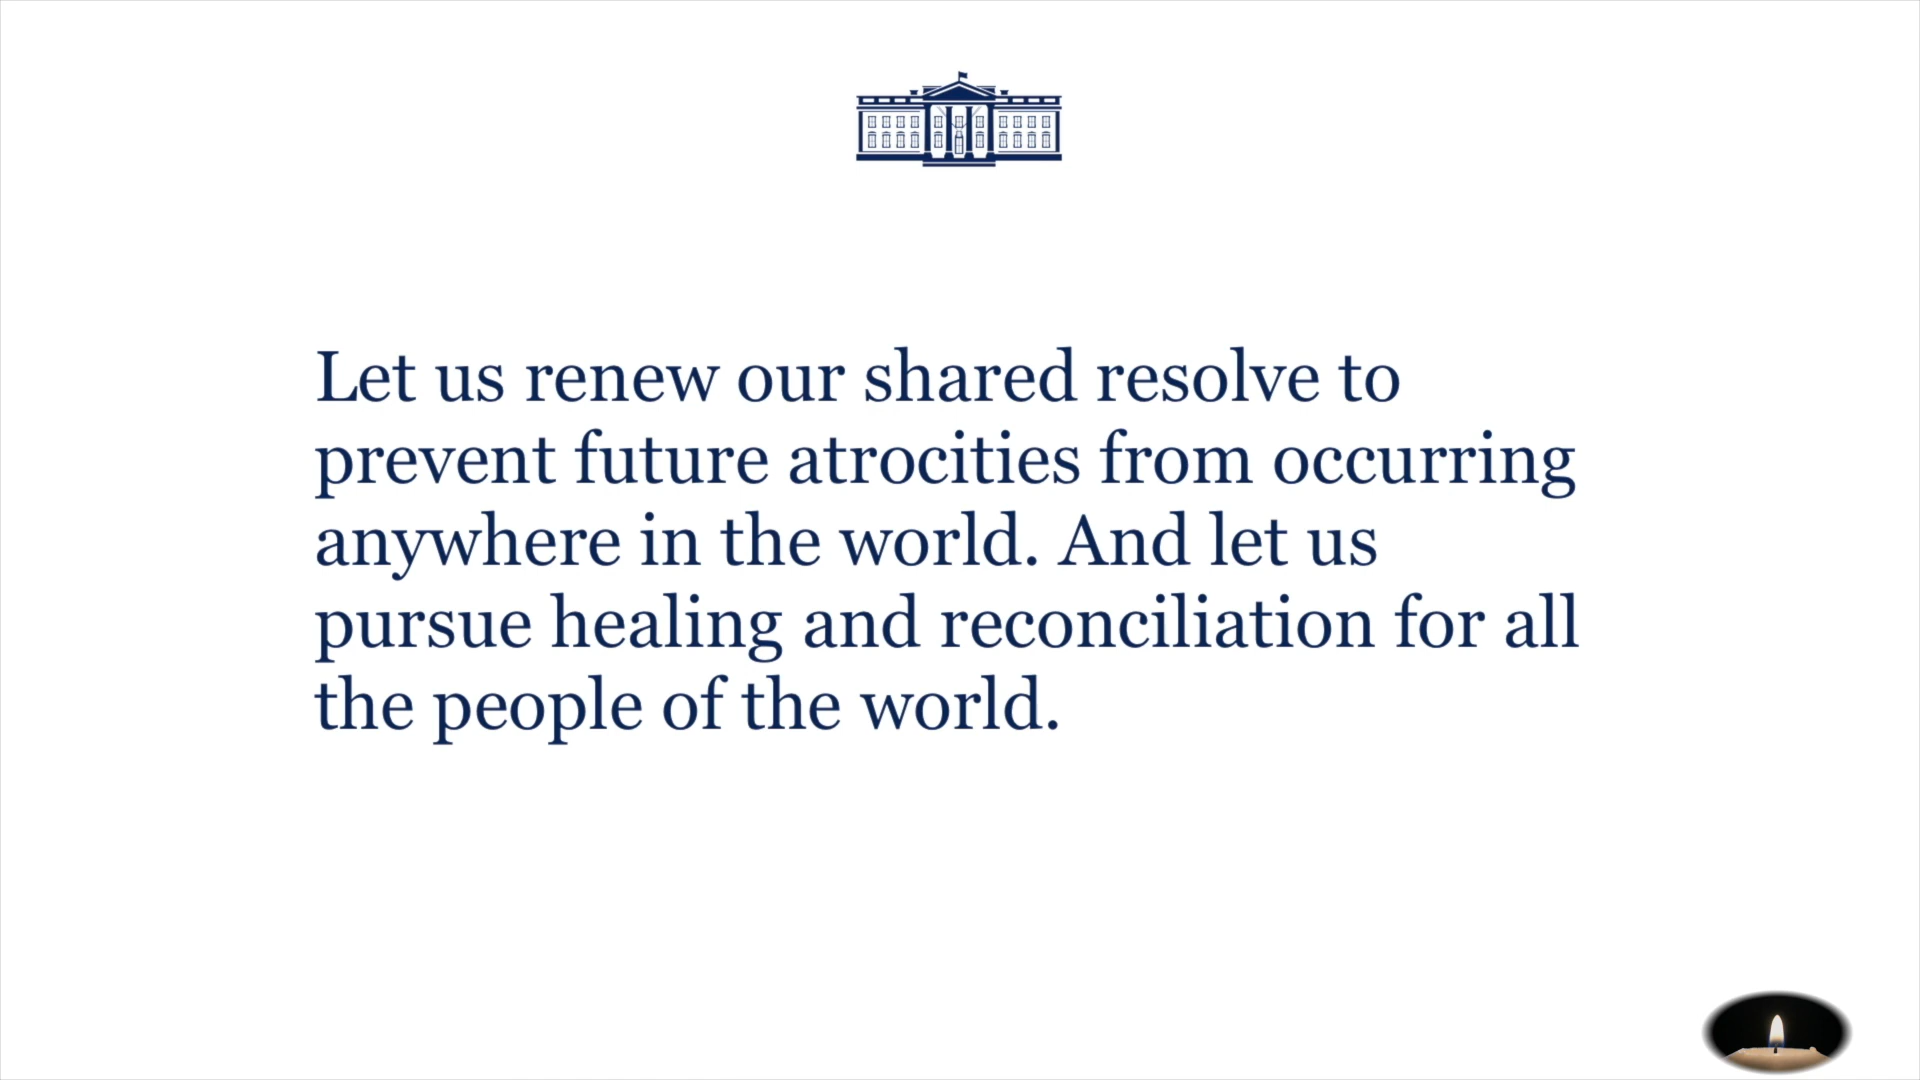 Let us renew our shared resolve to
prevent future atrocities from occurring
anywhere in the world. And let us
pursue healing and reconciliation for all
the people of the world.